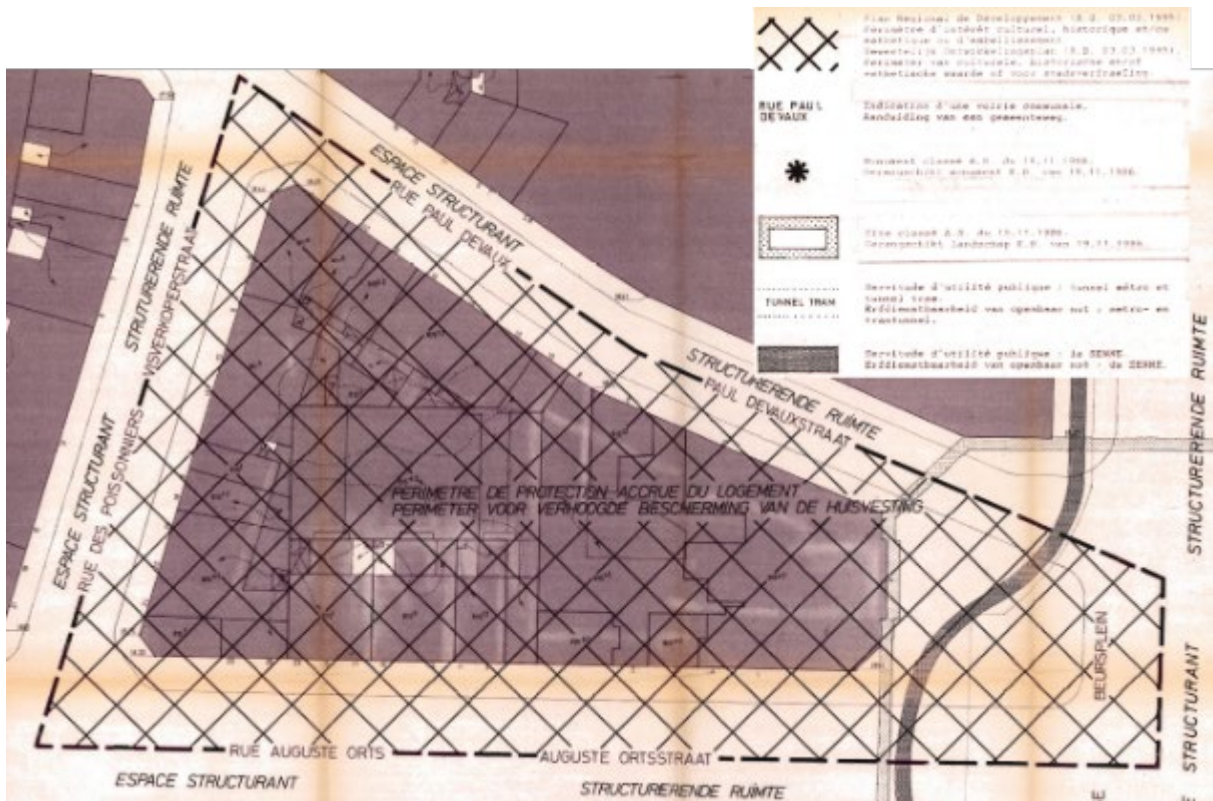 Plan Régional de Développement (A.G. 03.03.1995)
Périmètre d'intérêt culturel, historique et/ou
esthétique ou d'embellissement
Gewestelijk Ontwikkelingsplan (B.D. 03.03.1995).
Perimeter van culturele, historische en/of
esthetische waarde of voor stadsverfraaiing
RUE PAUL
DEVAUX
Indication d'une voirie communale.
Aanduiding van een gemeenteweg.
Monument classé A.R. du 19.11.1986.
Gerangschikt monument K.B. van 19.11.1986.
Site classé A.R. du 19.11.1986.
Gerangschikt Landschap K.B. van 19.11.1986.
TUNNEL TRAM
Servitude d'utilité publique : tunnel métro et
tunnel tram.
Erfdienstbaarheid van openbaar nut : metro- en
tramtunnel.
Servitude d'utilité publique : la SENNE.
Erfdienstbaarheid van openbaar nut : de ZENNE.
ESPACE STRUCTURANT
RUE PAUL DEVAUX
STRUCTURERENDE RUIMTE
PAUL DEVAUXSTRAAT
STRUTURERENDE RUIMTE
VISVERKOPERSTRAAT
ESPACE STRUCTURANT
RUE DES POISSONNIERS
PERIMETRE DE PROTECTION ACCRUE DU LOGEMENT
PERIMETER VOOR VERHOOGDE BESCHERMING VAN DE HUISVESTING
STRUCTURERENDE RUIMTE
BEURSPLEIN
STRUCTURANT
RUE AUGUSTE ORTS
AUGUSTE ORTSSTRAAT
ESPACE STRUCTURANT
STRUCTURERENDE RUIMTE